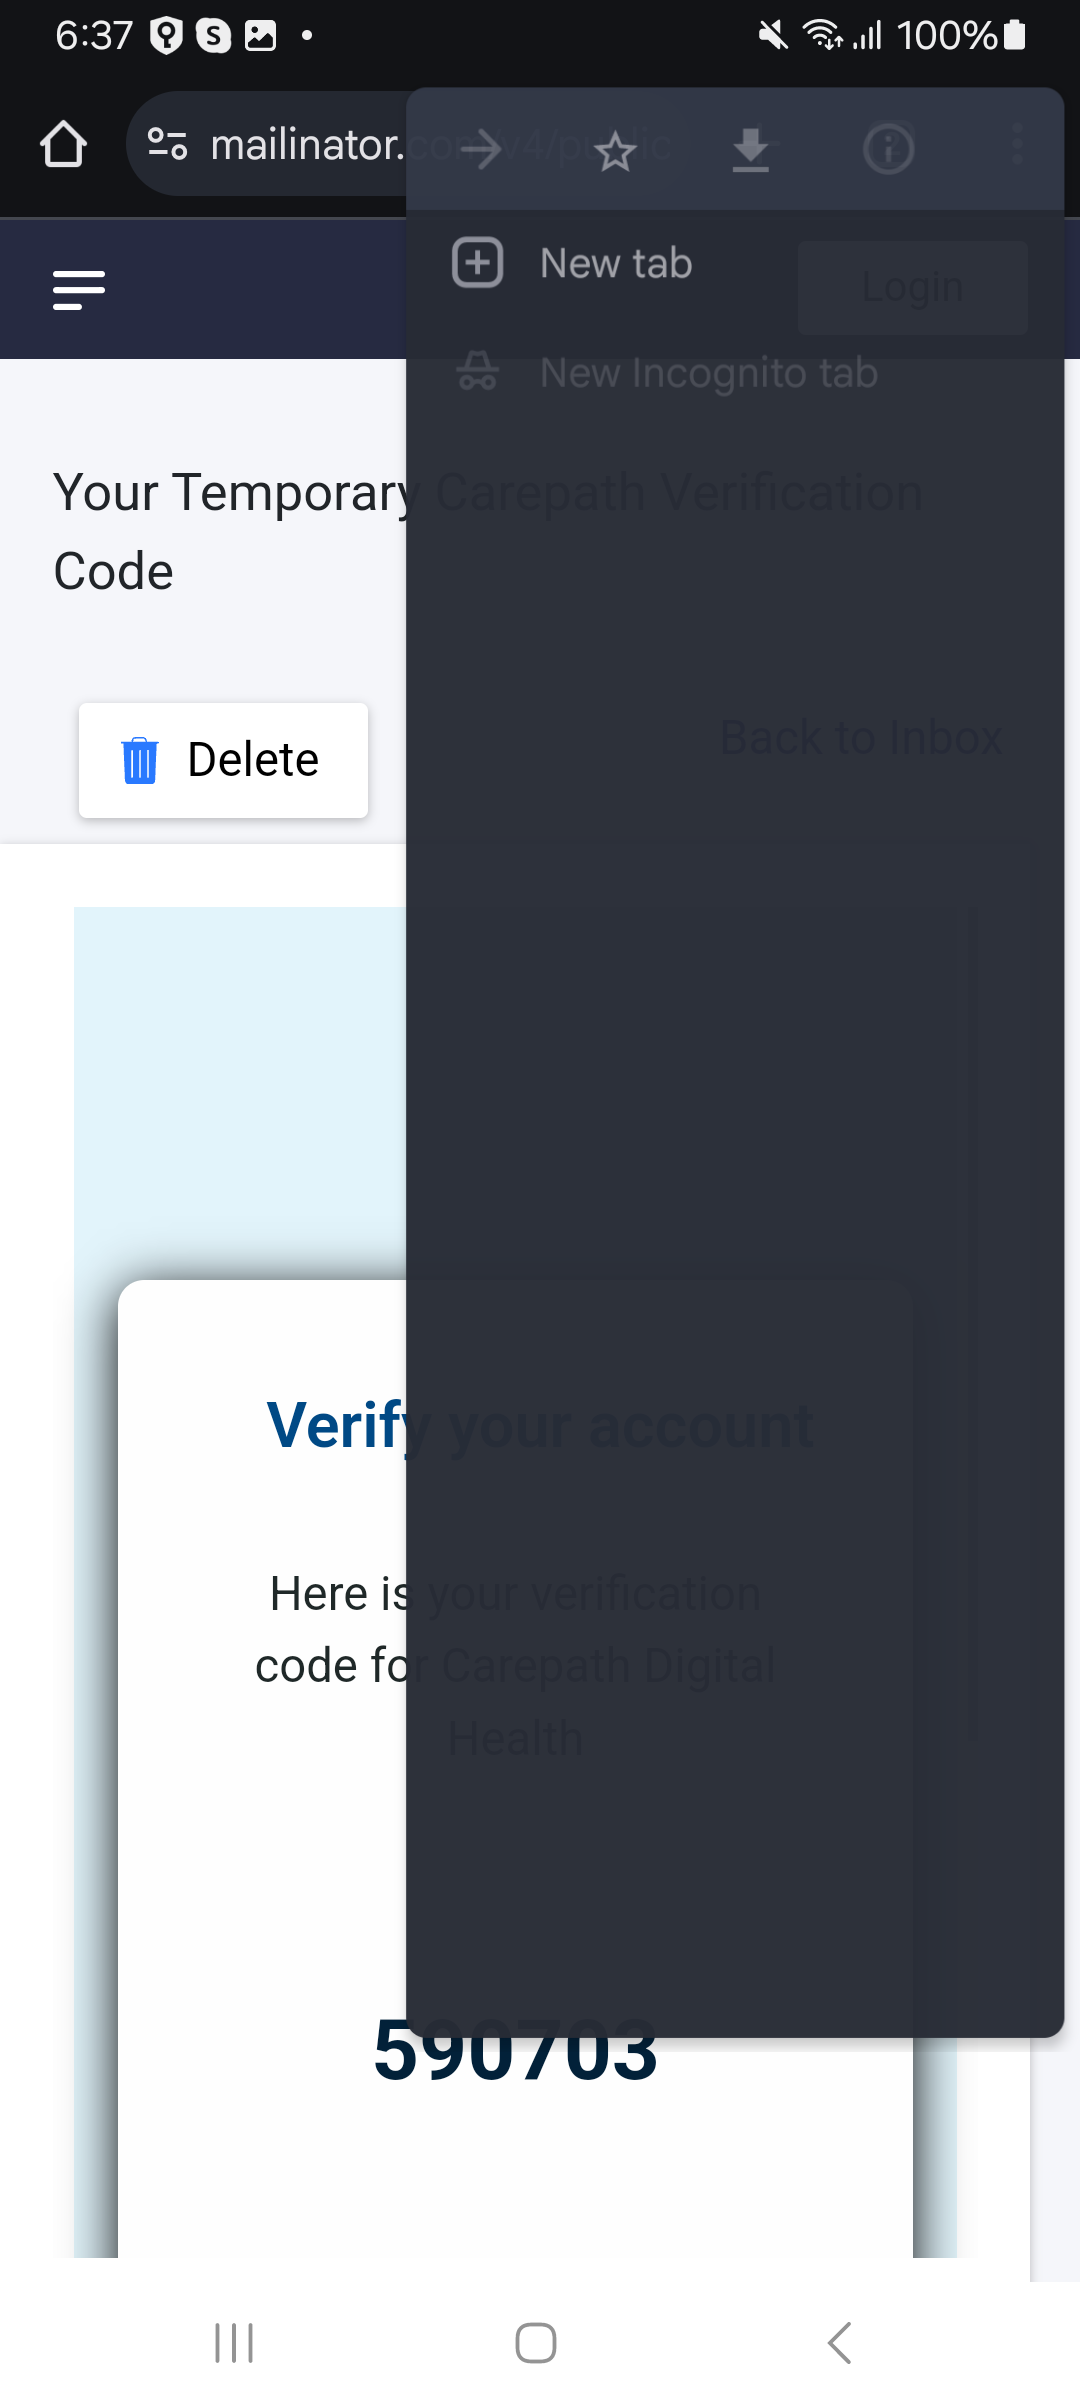 6:37 S 100%
mailinator.com/v4/public
New tab
Login
New Incognito tab
Your Temporary Carepath Verification
Code
Back to Inbox
Delete
Verify your account
Here is your verification
code for Carepath Digital
Health
590703